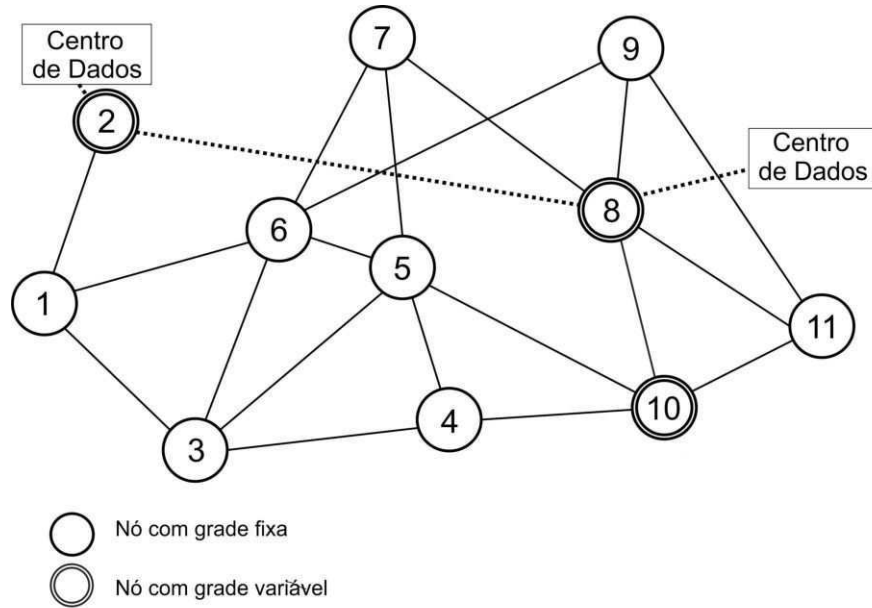 Centro
de Dados
7
9
2
Centro
de Dados
8
6
5
1
11
10
4
3
Nó com grade fixa
Nó com grade variável